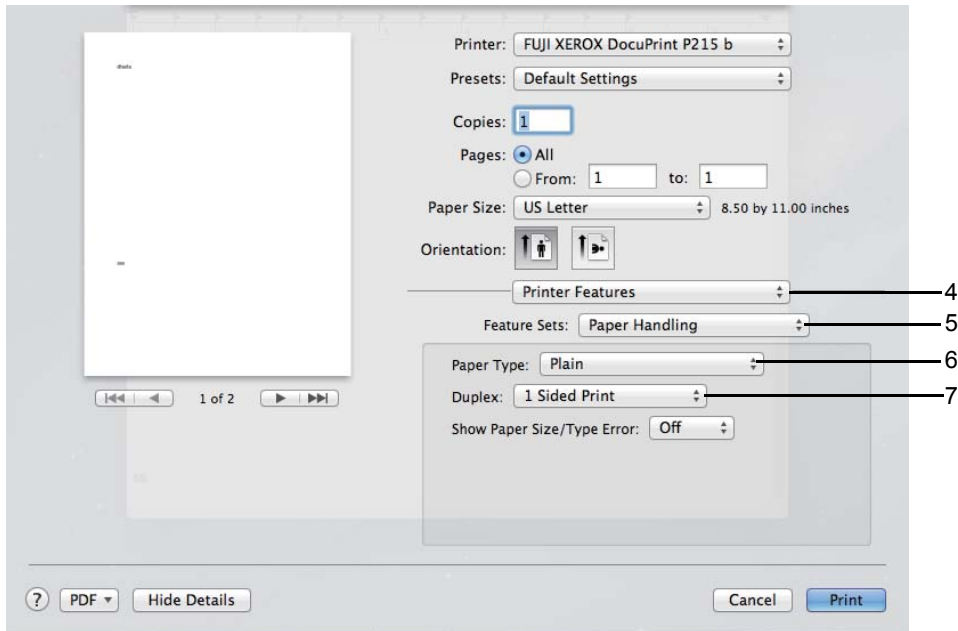 Printer: FUJI XEROX DocuPrint P215 b
Presets: Default Settings
Copies: 1
Pages: All
From: 1 to: 1
Paper Size: US Letter 8.50 by 11.00 inches
Orientation:
Printer Features 4
Feature Sets: Paper Handling 5
Paper Type: Plain 6
Duplex: 1 Sided Print 7
Show Paper Size/Type Error: Off
1 of 2
? PDF Hide Details Cancel Print